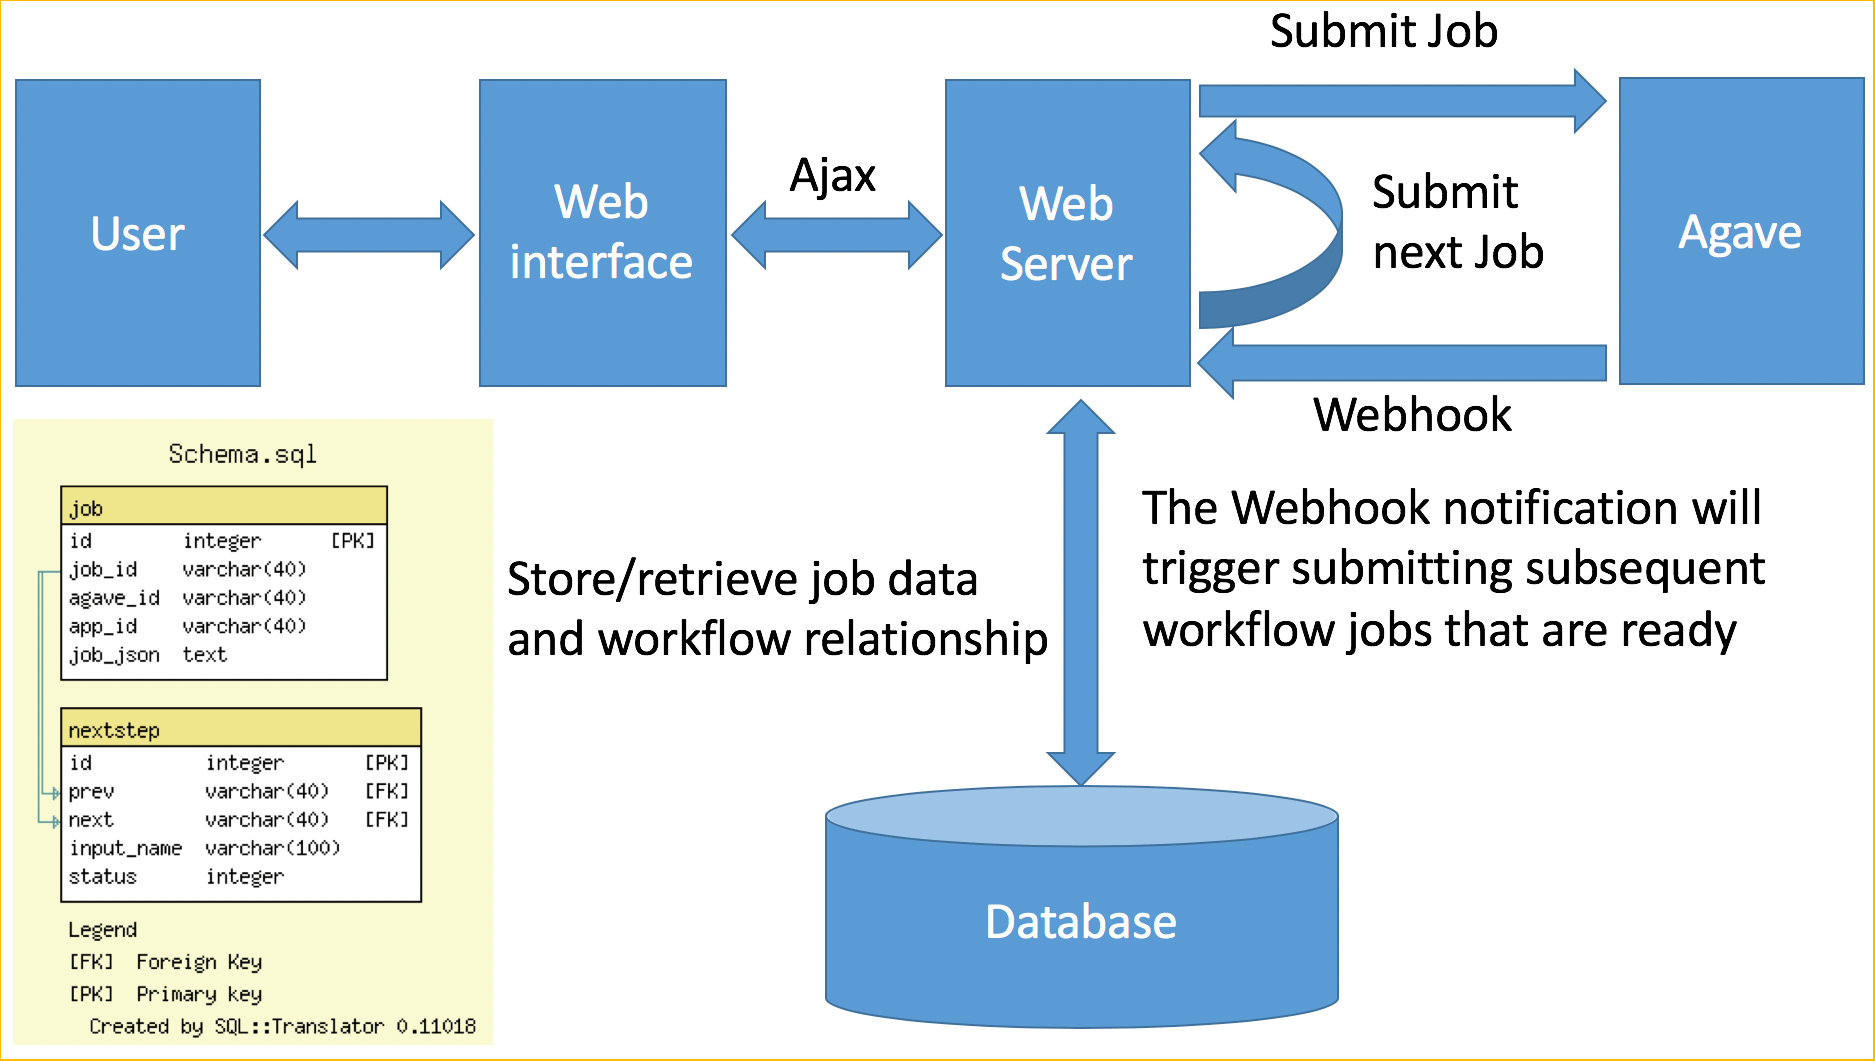 Submit Job
User
Web
interface
Ajax
Web
Server
Submit
next Job
Agave
Webhook
The Webhook notification will
trigger submitting subsequent
workflow jobs that are ready
Store/retrieve job data
and workflow relationship
Database
Schema.sql
job
id integer [PK]
job_id varchar(40)
agave_id varchar(40)
app_id varchar(40)
job_json text
nextstep
id integer [PK]
prev varchar(40) [FK]
next varchar(40) [FK]
input_name varchar(100)
status integer
Legend
[FK] Foreign Key
[PK] Primary key
Created by SQL::Translator 0.11018